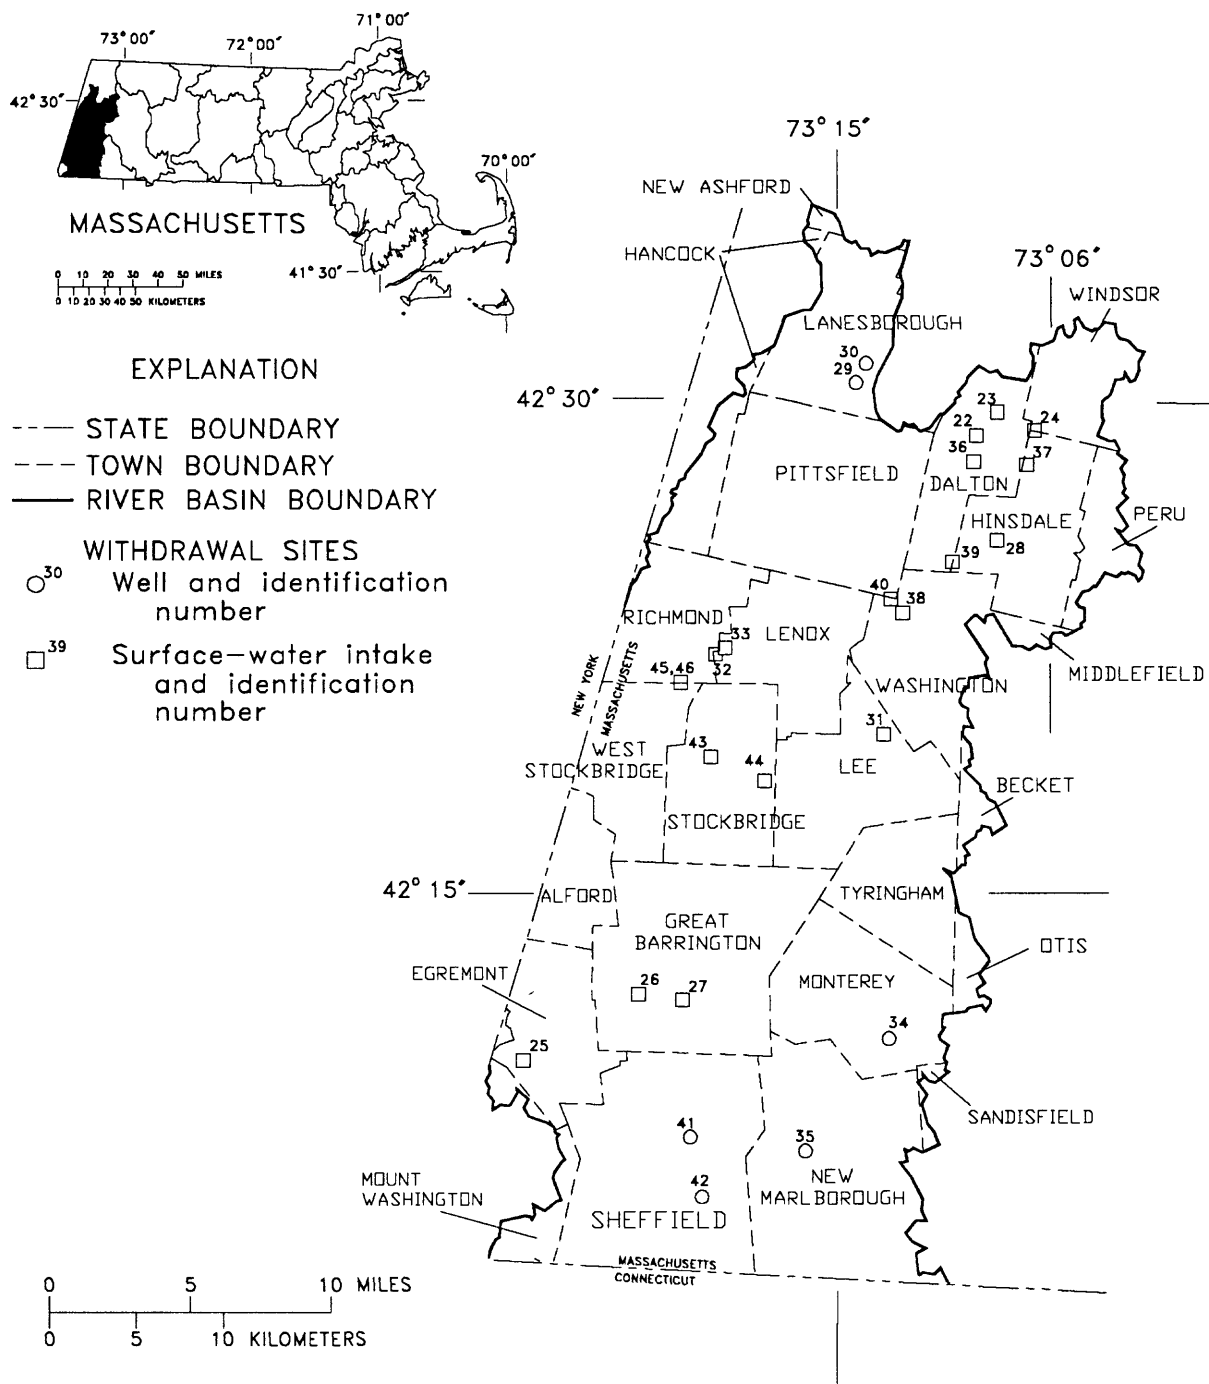 71° 00'
73° 00'
72° 00'
42° 30'
70° 00'
MASSACHUSETTS
41° 30'
0 10 20 30 40 50 MILES
0 10 20 30 40 50 KILOMETERS
EXPLANATION
STATE BOUNDARY
TOWN BOUNDARY
RIVER BASIN BOUNDARY
WITHDRAWAL SITES
30
Well and identification
number
39
Surface-water intake
and identification
number
73° 15'
NEW ASHFORD
HANCOCK
73° 06'
WINDSOR
LANESBOROUGH
30
29
42° 30'
23
22
24
36
37
PITTSFIELD
DALTON
HINSDALE
PERU
28
39
40
38
RICHMOND
LENOX
33
32
45,46
MIDDLEFIELD
WASHINGTON
NEW YORK
MASSACHUSETTS
31
43
WEST
STOCKBRIDGE
44
LEE
BECKET
STOCKBRIDGE
42° 15'
ALFORD
TYRINGHAM
GREAT
BARRINGTON
OTIS
EGREMONT
MONTEREY
26
27
34
25
SANDISFIELD
41
35
MOUNT
WASHINGTON
42
NEW
MARLBOROUGH
SHEFFIELD
MASSACHUSETTS
CONNECTICUT
0 5 10 MILES
0 5 10 KILOMETERS